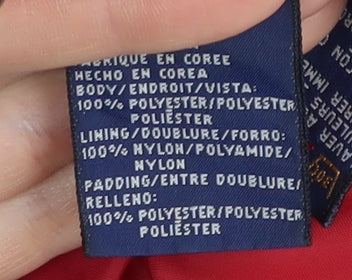 FABRIQUE EN COREE
HECHO EN COREA
BODY/ENDROIT/VISTA:
100% POLYESTER/POLYESTER
POLIÉSTER
LINING/DOUBLURE/FORRO:
100% NYLON/POLYAMIDE/
NYLON
PADDING/ENTRE DOUBLURE/
RELLENO:
100% POLYESTER/POLYESTER
POLIÉSTER